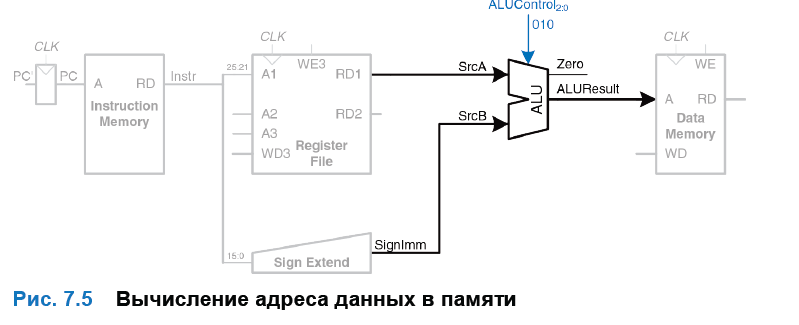 ALUControl2:0
010
CLK
CLK
CLK
PC'
PC
A
RD
Instruction
Memory
Instr
25:21
A1
WE3
RD1
A2
RD2
A3
WD3
Register
File
SrcA
SrcB
ALU
Zero
ALUResult
WE
A
RD
Data
Memory
WD
15:0
Sign Extend
SignImm
Рис. 7.5 Вычисление адреса данных в памяти